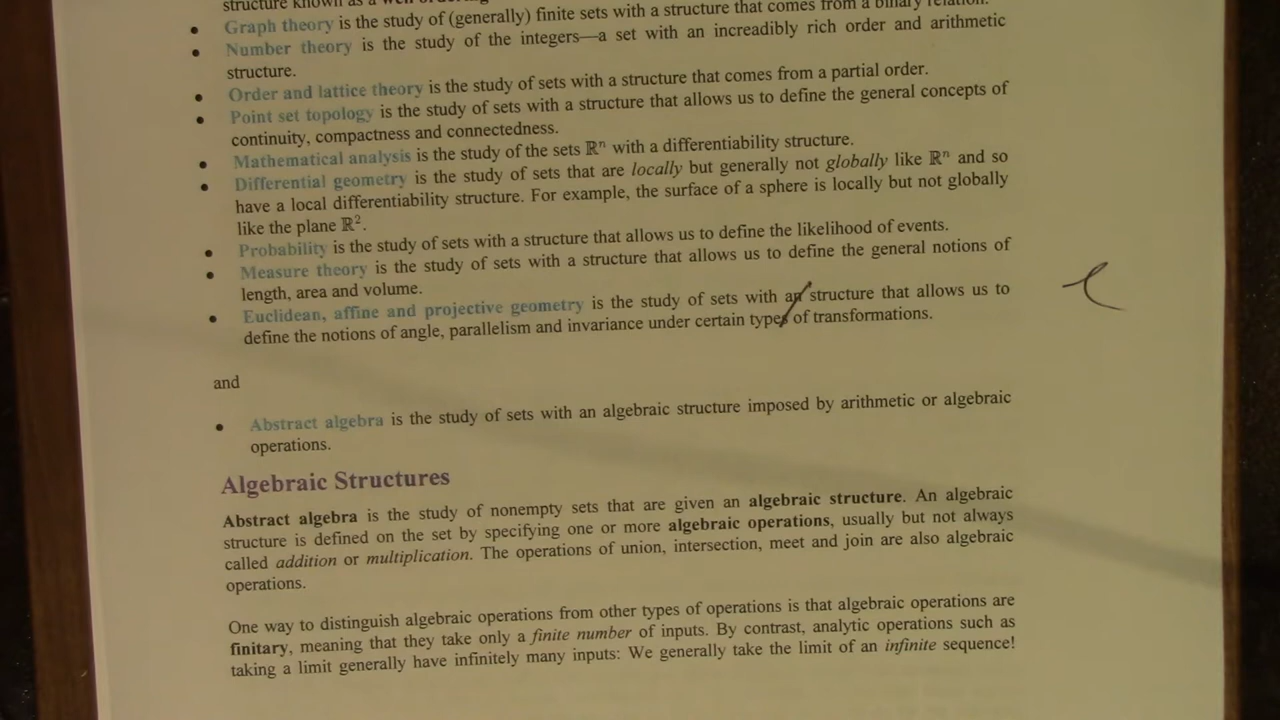 structure known as a well ordering
• Graph theory is the study of (generally) finite sets with a structure that comes from a binary relation.
• Number theory is the study of the integers—a set with an increadibly rich order and arithmetic
structure.
• Order and lattice theory is the study of sets with a structure that comes from a partial order.
• Point set topology is the study of sets with a structure that allows us to define the general concepts of
continuity, compactness and connectedness.
• Mathematical analysis is the study of the sets ℝⁿ with a differentiability structure.
• Differential geometry is the study of sets that are locally but generally not globally like ℝⁿ and so
have a local differentiability structure. For example, the surface of a sphere is locally but not globally
like the plane ℝ².
• Probability is the study of sets with a structure that allows us to define the likelihood of events.
• Measure theory is the study of sets with a structure that allows us to define the general notions of
length, area and volume.
• Euclidean, affine and projective geometry is the study of sets with an structure that allows us to
define the notions of angle, parallelism and invariance under certain types of transformations.
and
• Abstract algebra is the study of sets with an algebraic structure imposed by arithmetic or algebraic
operations.
Algebraic Structures
Abstract algebra is the study of nonempty sets that are given an algebraic structure. An algebraic
structure is defined on the set by specifying one or more algebraic operations, usually but not always
called addition or multiplication. The operations of union, intersection, meet and join are also algebraic
operations.
One way to distinguish algebraic operations from other types of operations is that algebraic operations are
finitary, meaning that they take only a finite number of inputs. By contrast, analytic operations such as
taking a limit generally have infinitely many inputs: We generally take the limit of an infinite sequence!